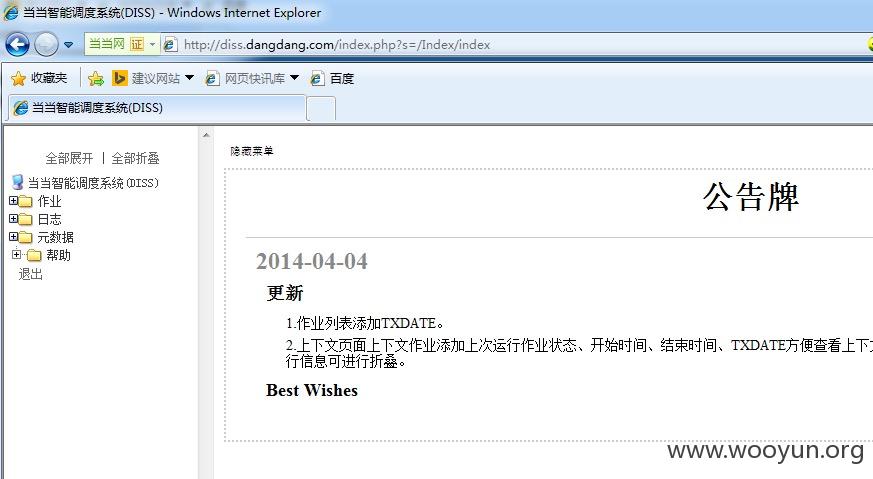 当当智能调度系统(DISS) - Windows Internet Explorer
当当网 证 http://diss.dangdang.com/index.php?s=/Index/index
收藏夹 建议网站 网页快讯库 百度
当当智能调度系统(DISS)
全部展开 | 全部折叠
当当智能调度系统(DISS)
作业
日志
元数据
帮助
退出
隐藏菜单
公告牌
2014-04-04
更新
1.作业列表添加TXDATE。
2.上下文页面上下文作业添加上次运行作业状态、开始时间、结束时间、TXDATE方便查看上下文
行信息可进行折叠。
Best Wishes
www.wooyun.org